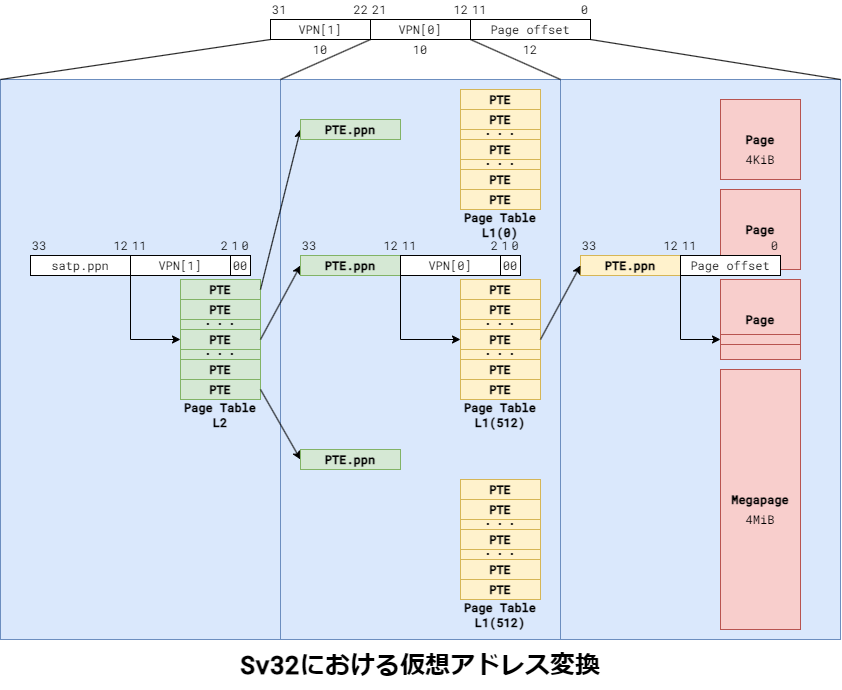 31 22 21 12 11 0
VPN[1] VPN[0] Page offset
10 10 12
PTE.ppn
PTE
PTE
. . .
PTE
. . .
PTE
PTE
Page Table
L1(0)
Page
4KiB
Page
33 12 11 2 1 0
satp.ppn VPN[1] 00
PTE
PTE
. . .
PTE
. . .
PTE
PTE
Page Table
L2
33 12 11 2 1 0
PTE.ppn VPN[0] 00
PTE
PTE
. . .
PTE
. . .
PTE
PTE
Page Table
L1(512)
33 12 11 0
PTE.ppn Page offset
Page
PTE.ppn
PTE
PTE
. . .
PTE
. . .
PTE
PTE
Page Table
L1(512)
Megapage
4MiB
Sv32における仮想アドレス変換